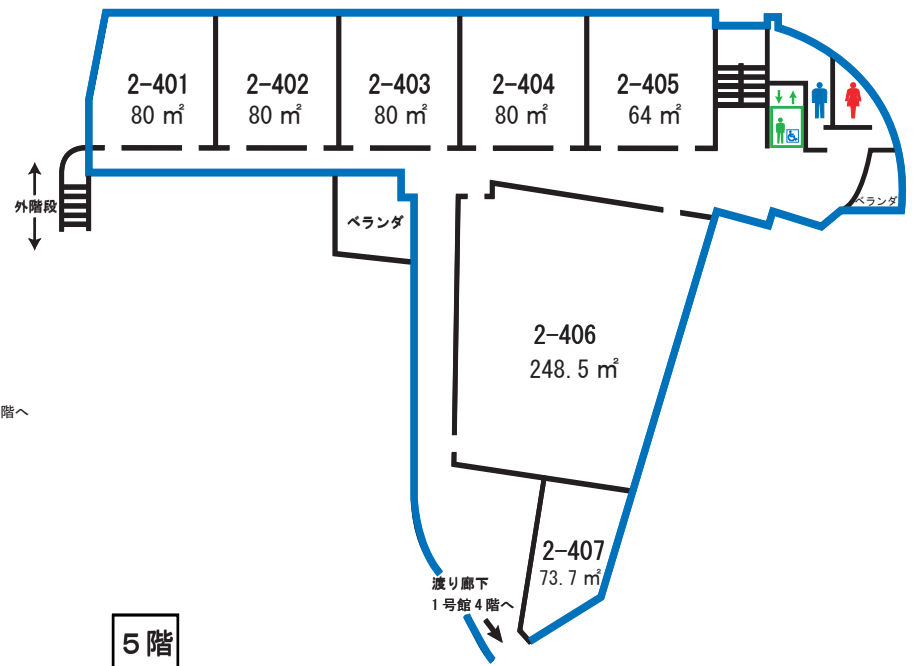 2-401
80 ㎡
2-402
80 ㎡
2-403
80 ㎡
2-404
80 ㎡
2-405
64 ㎡
外階段
ベランダ
ベランダ
2-406
248.5 ㎡
階へ
2-407
73.7 ㎡
渡り廊下
1号館4階へ
5階